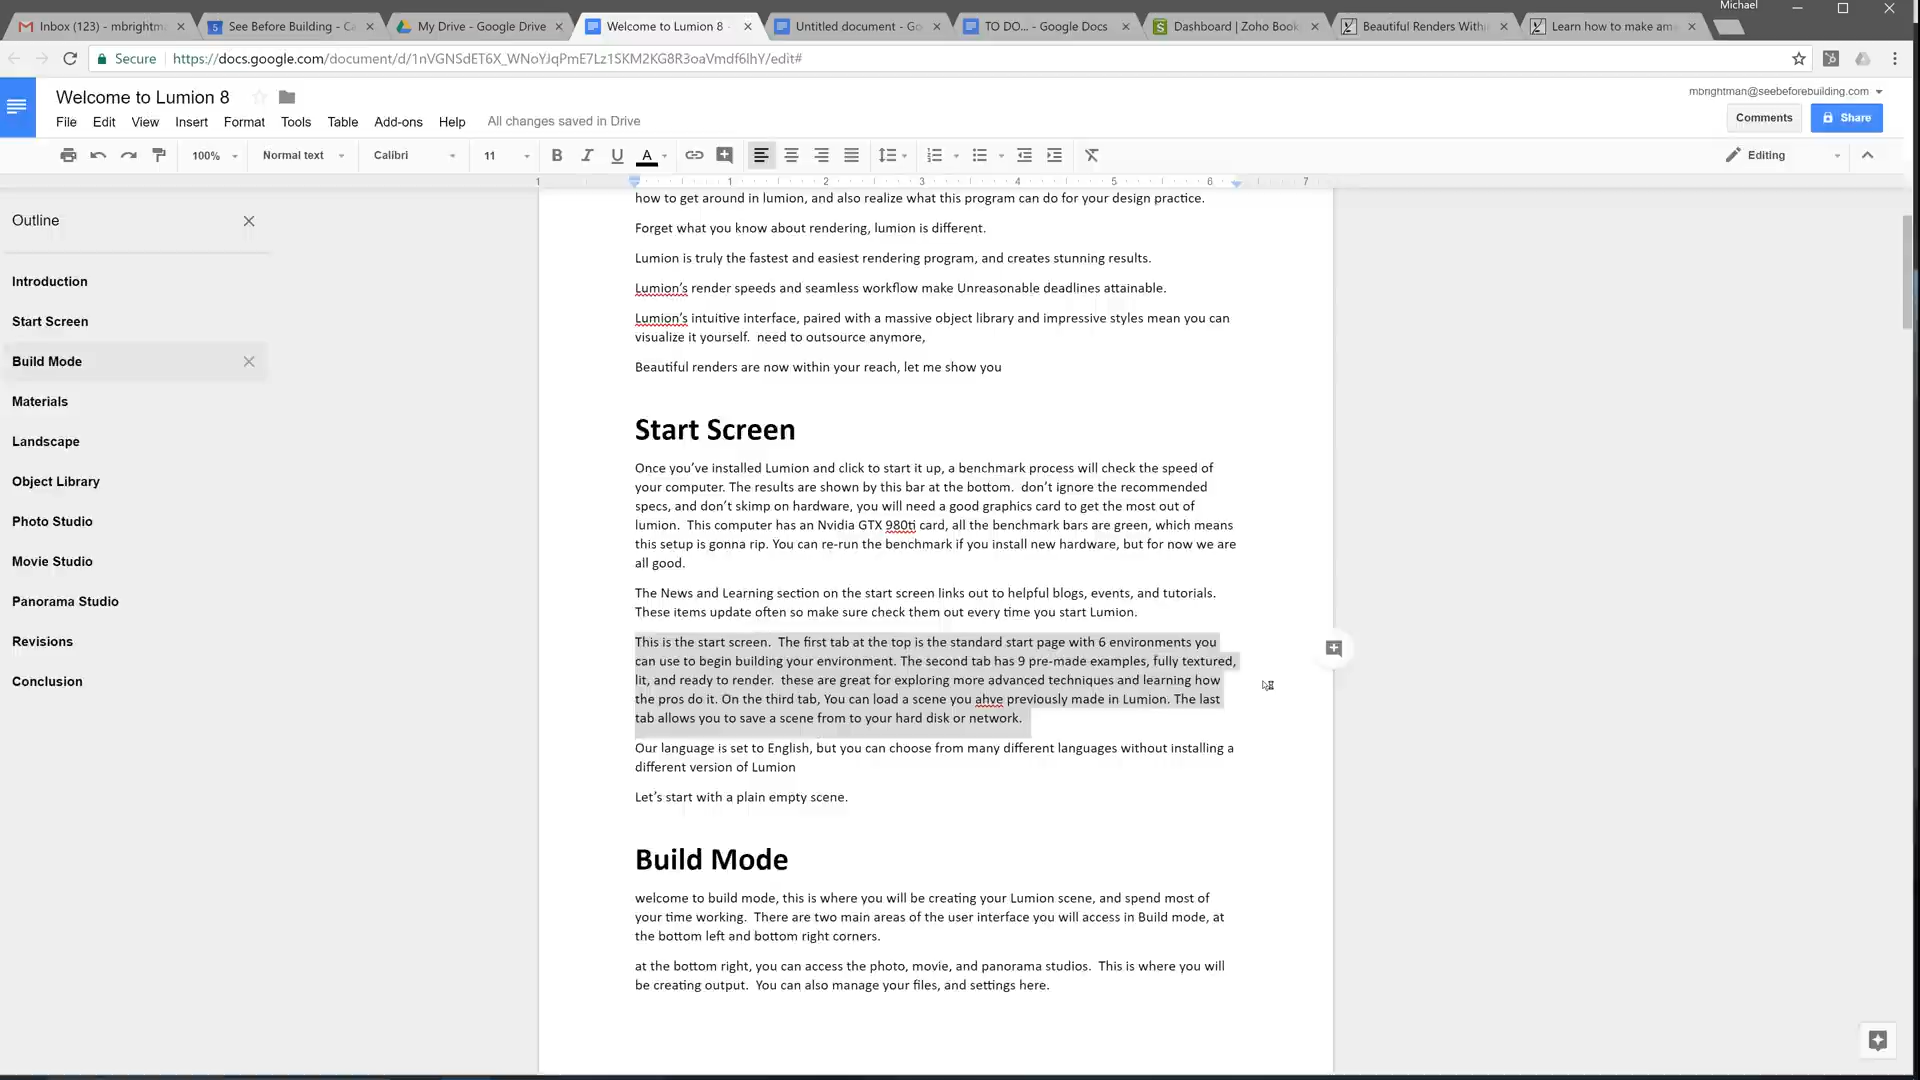 Michael
Inbox (123) - mbrightma
See Before Building - Ca
My Drive - Google Drive
Welcome to Lumion 8 -
Untitled document - Go
TO DO... - Google Docs
Dashboard | Zoho Book
Beautiful Renders Withi
Learn how to make am
Secure
https://docs.google.com/document/d/1nVGNSdET6X_WNoYJqPmE7Lz1SKM2KG8R3oaVmdf6lhY/edit#
Welcome to Lumion 8
mbrightman@seebeforebuilding.com
File Edit View Insert Format Tools Table Add-ons Help All changes saved in Drive
Comments
Share
100% Normal text Calibri 11 B I U A Editing
1 1 2 3 4 5 6 7
Outline
Introduction
Start Screen
Build Mode
Materials
Landscape
Object Library
Photo Studio
Movie Studio
Panorama Studio
Revisions
Conclusion
how to get around in lumion, and also realize what this program can do for your design practice.
Forget what you know about rendering, lumion is different.
Lumion is truly the fastest and easiest rendering program, and creates stunning results.
Lumion’s render speeds and seamless workflow make Unreasonable deadlines attainable.
Lumion’s intuitive interface, paired with a massive object library and impressive styles mean you can
visualize it yourself.  need to outsource anymore,
Beautiful renders are now within your reach, let me show you
Start Screen
Once you’ve installed Lumion and click to start it up, a benchmark process will check the speed of
your computer. The results are shown by this bar at the bottom.  don’t ignore the recommended
specs, and don’t skimp on hardware, you will need a good graphics card to get the most out of
lumion.  This computer has an Nvidia GTX 980ti card, all the benchmark bars are green, which means
this setup is gonna rip. You can re-run the benchmark if you install new hardware, but for now we are
all good.
The News and Learning section on the start screen links out to helpful blogs, events, and tutorials.
These items update often so make sure check them out every time you start Lumion.
This is the start screen.  The first tab at the top is the standard start page with 6 environments you
can use to begin building your environment. The second tab has 9 pre-made examples, fully textured,
lit, and ready to render.  these are great for exploring more advanced techniques and learning how
the pros do it. On the third tab, You can load a scene you ahve previously made in Lumion. The last
tab allows you to save a scene from to your hard disk or network.
Our language is set to English, but you can choose from many different languages without installing a
different version of Lumion
Let’s start with a plain empty scene.
Build Mode
welcome to build mode, this is where you will be creating your Lumion scene, and spend most of
your time working.  There are two main areas of the user interface you will access in Build mode, at
the bottom left and bottom right corners.
at the bottom right, you can access the photo, movie, and panorama studios.  This is where you will
be creating output.  You can also manage your files, and settings here.